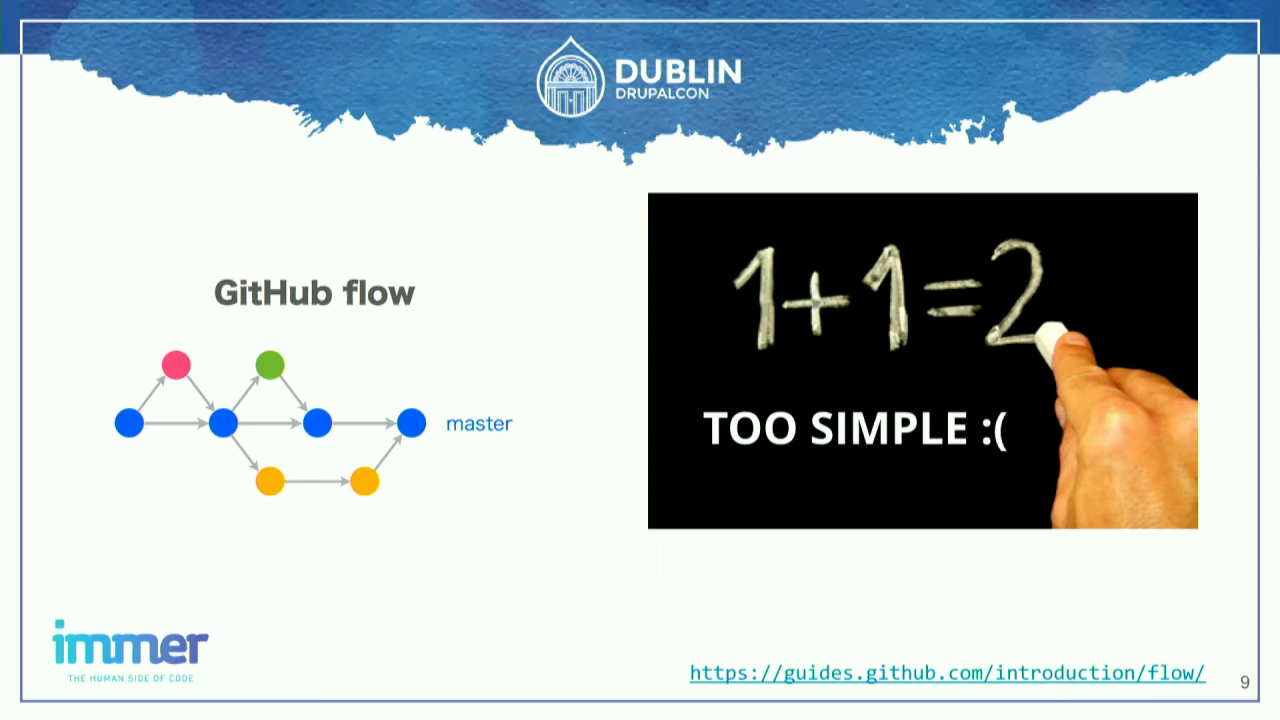 DUBLIN
DRUPALCON
GitHub flow
master
1+1=2
TOO SIMPLE :(
immer
THE HUMAN SIDE OF CODE
https://guides.github.com/introduction/flow/
9